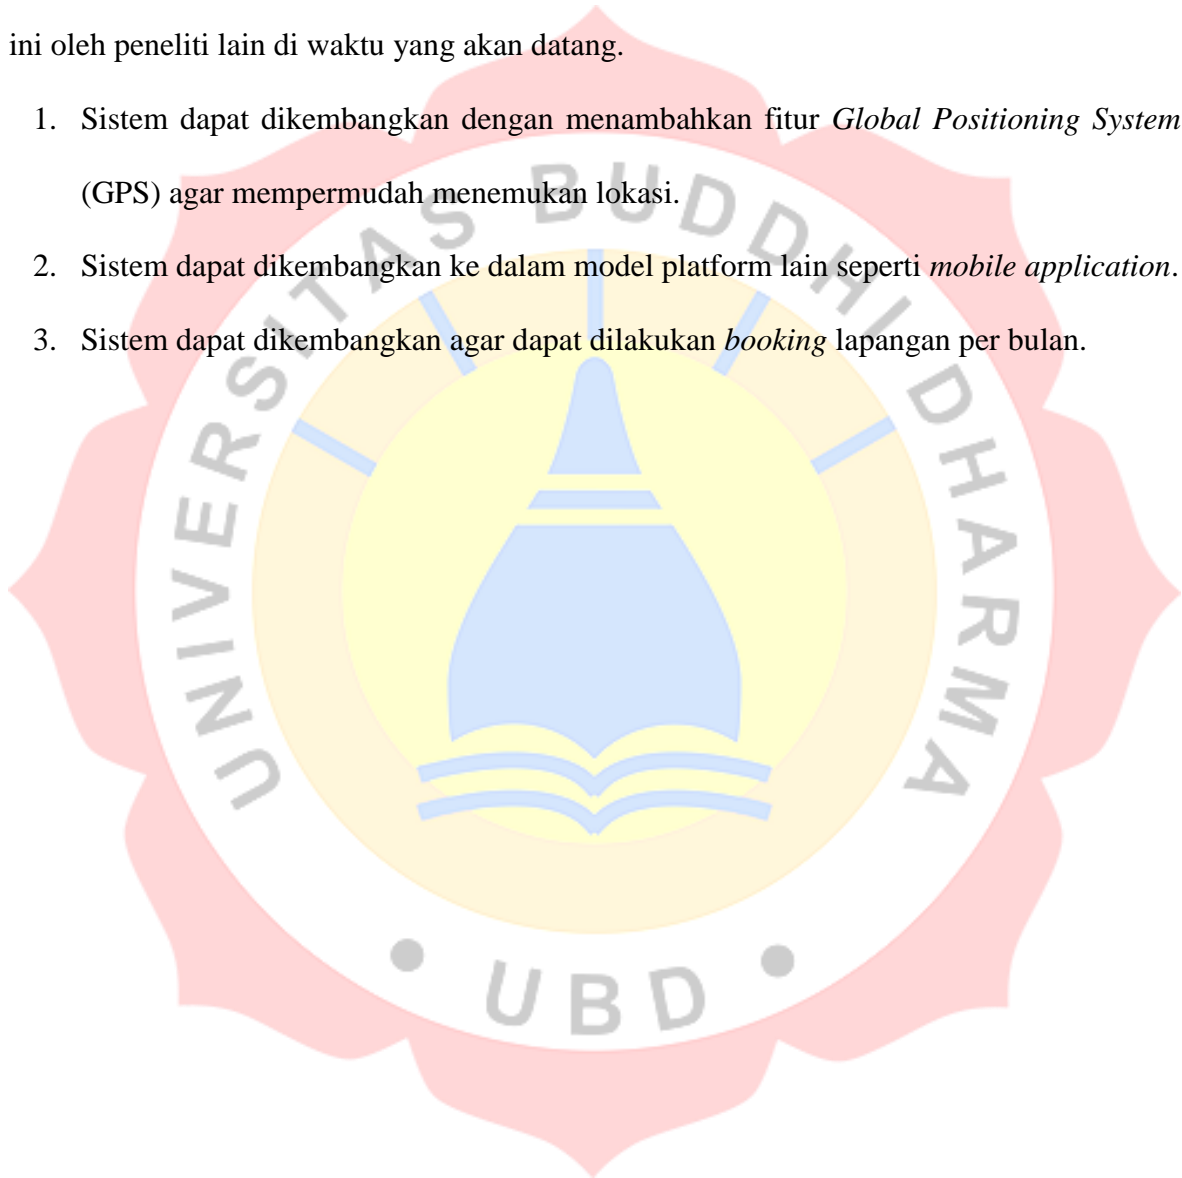 ini oleh peneliti lain di waktu yang akan datang.
1. Sistem dapat dikembangkan dengan menambahkan fitur Global Positioning System
(GPS) agar mempermudah menemukan lokasi.
2. Sistem dapat dikembangkan ke dalam model platform lain seperti mobile application.
3. Sistem dapat dikembangkan agar dapat dilakukan booking lapangan per bulan.
UNIVERSITAS BUDDHI DHARMA
• UBD •